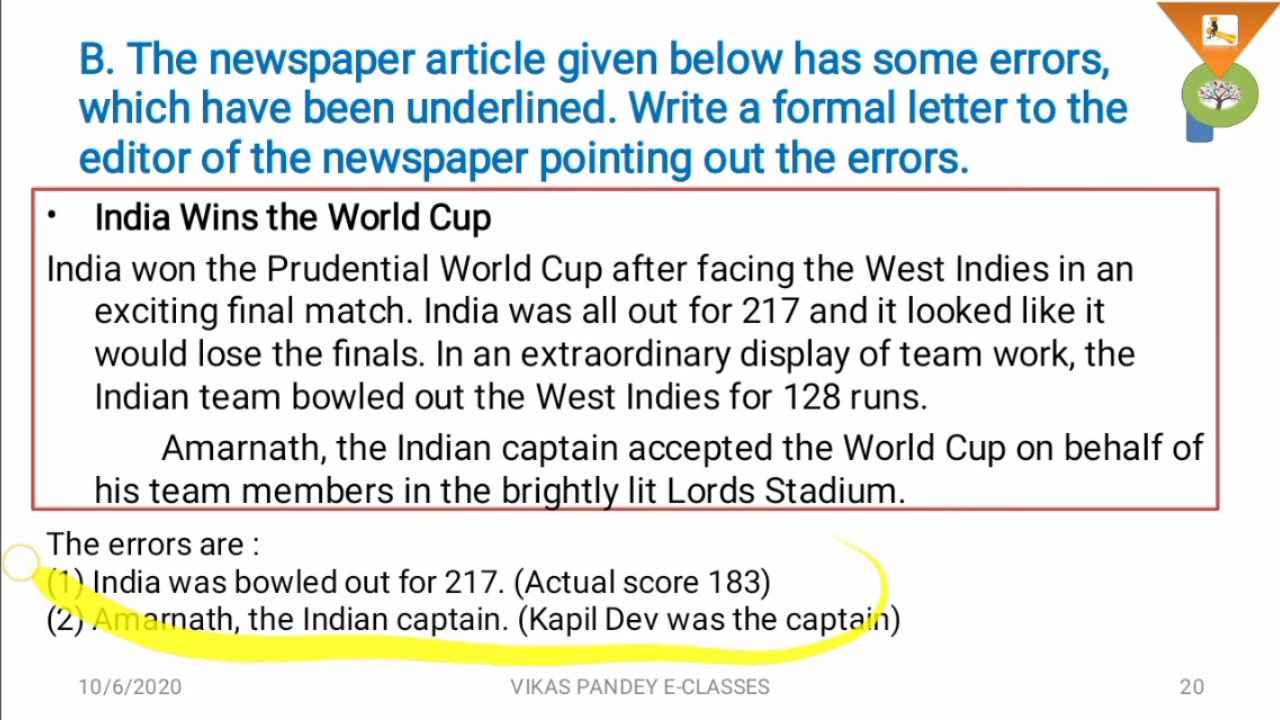 B. The newspaper article given below has some errors,
which have been underlined. Write a formal letter to the
editor of the newspaper pointing out the errors.
• India Wins the World Cup
India won the Prudential World Cup after facing the West Indies in an
exciting final match. India was all out for 217 and it looked like it
would lose the finals. In an extraordinary display of team work, the
Indian team bowled out the West Indies for 128 runs.
Amarnath, the Indian captain accepted the World Cup on behalf of
his team members in the brightly lit Lords Stadium.
The errors are :
(1) India was bowled out for 217. (Actual score 183)
(2) Amarnath, the Indian captain. (Kapil Dev was the captain)
10/6/2020 VIKAS PANDEY E-CLASSES 20